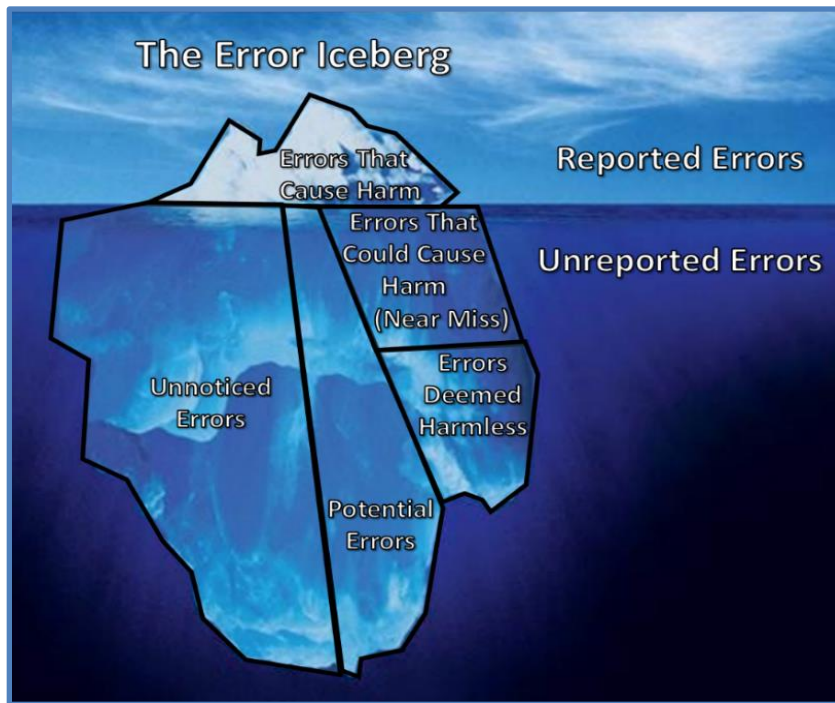 The Error Iceberg
Errors That
Cause Harm
Reported Errors
Errors That
Could Cause
Harm
(Near Miss)
Unreported Errors
Errors
Deemed
Harmless
Unnoticed
Errors
Potential
Errors